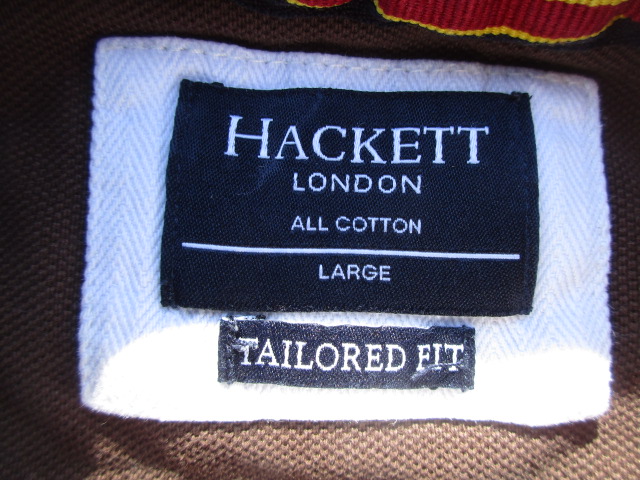 HACKETT
LONDON
ALL COTTON
LARGE
TAILORED FIT